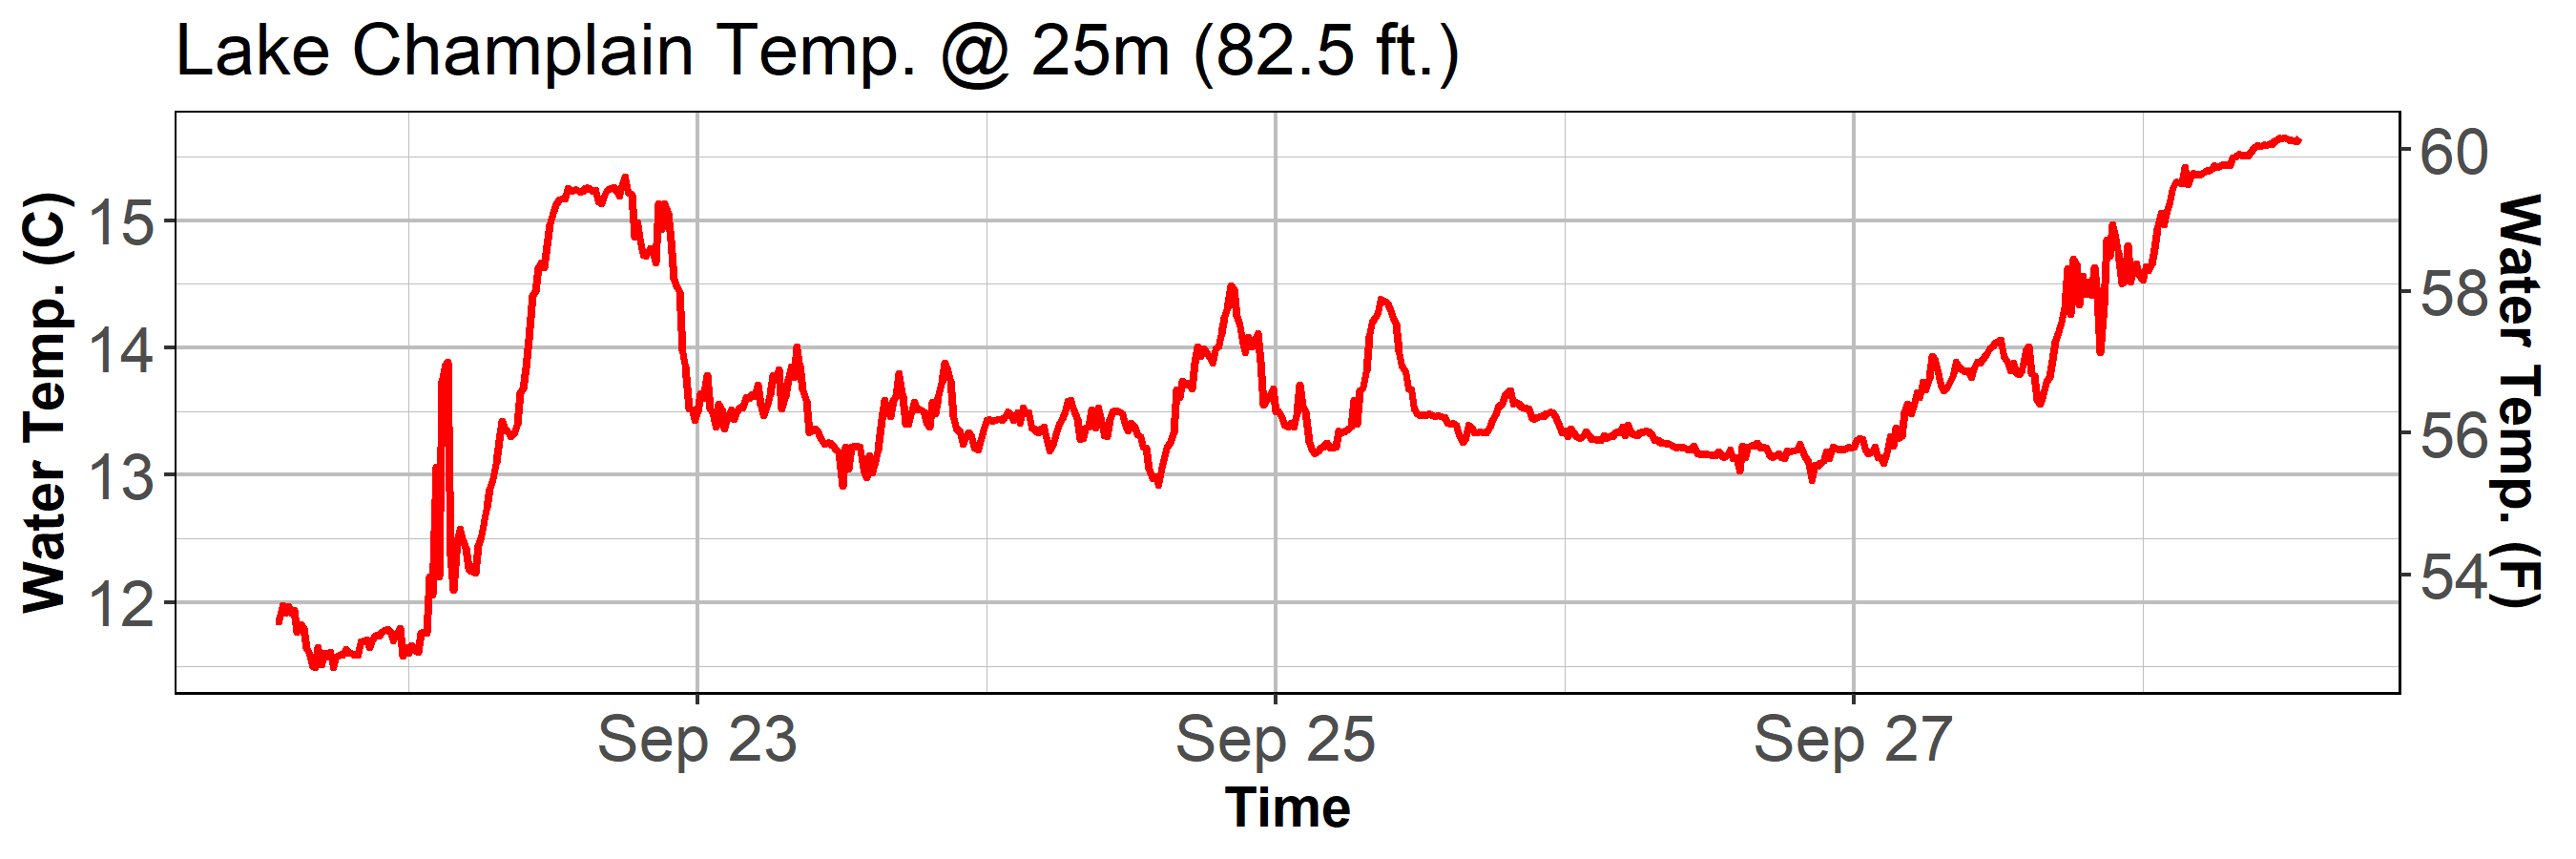 Lake Champlain Temp. @ 25m (82.5 ft.)
Water Temp. (C)
15
14
13
12
60
58
56
54
Water Temp. (F)
Sep 23
Sep 25
Sep 27
Time